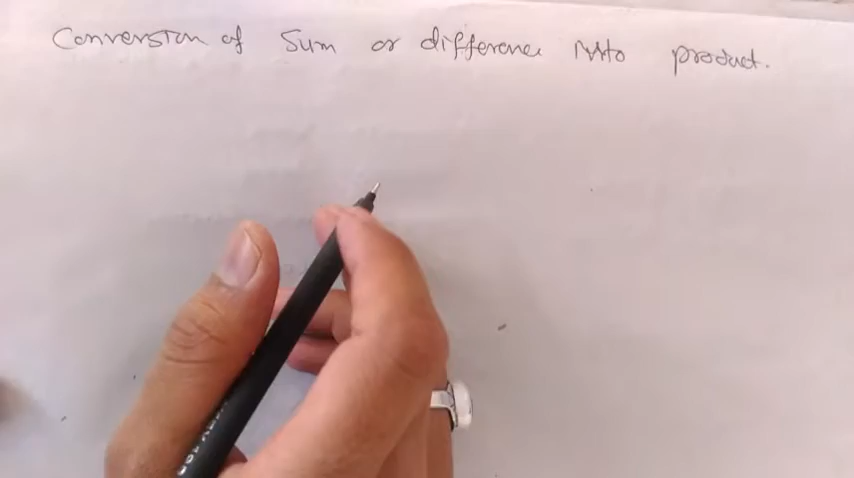 Conversion of Sum or difference into product.